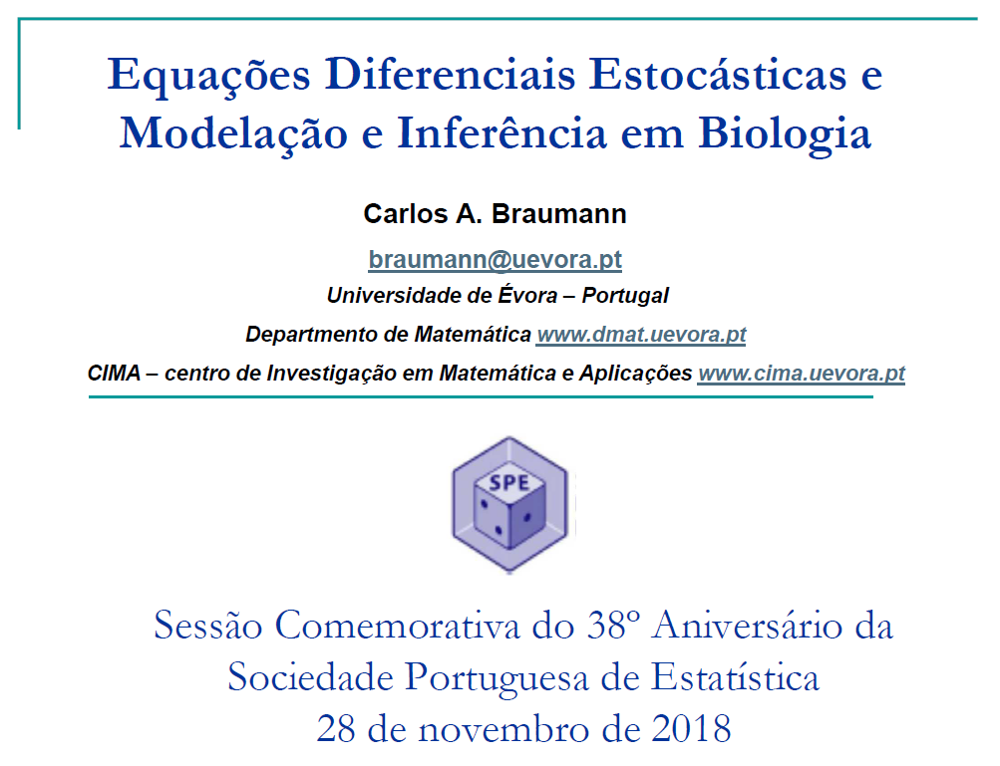 Equações Diferenciais Estocásticas e
Modelação e Inferência em Biologia
Carlos A. Braumann
braumann@uevora.pt
Universidade de Évora – Portugal
Departmento de Matemática www.dmat.uevora.pt
CIMA – centro de Investigação em Matemática e Aplicações www.cima.uevora.pt
SPE
Sessão Comemorativa do 38º Aniversário da
Sociedade Portuguesa de Estatística
28 de novembro de 2018